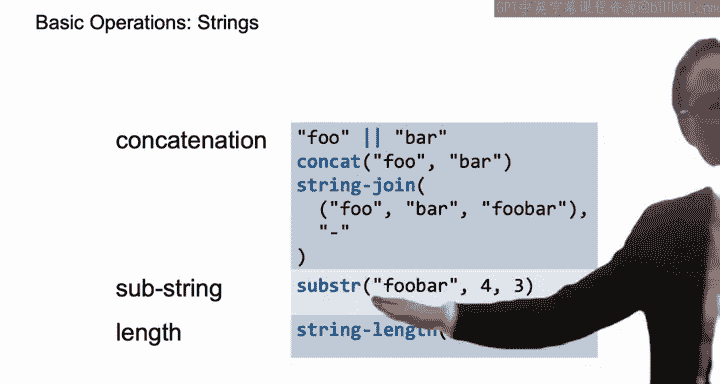 Basic Operations: Strings
concatenation
"foo" || "bar"
concat("foo", "bar")
string-join(
("foo", "bar", "foobar"),
"-"
)
sub-string
substr("foobar", 4, 3)
length
string-length(